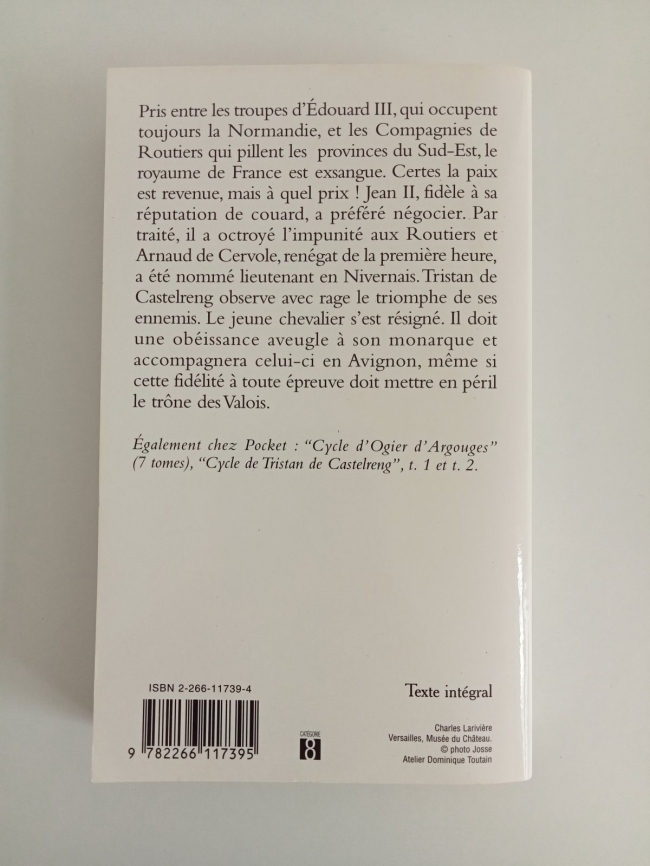 Pris entre les troupes d'Édouard III, qui occupent
toujours la Normandie, et les Compagnies de
Routiers qui pillent les provinces du Sud-Est, le
royaume de France est exsangue. Certes la paix
est revenue, mais à quel prix ! Jean II, fidèle à sa
réputation de couard, a préféré négocier. Par
traité, il a octroyé l'impunité aux Routiers et
Arnaud de Cervole, renégat de la première heure,
a été nommé lieutenant en Nivernais. Tristan de
Castelreng observe avec rage le triomphe de ses
ennemis. Le jeune chevalier s'est résigné. Il doit
une obéissance aveugle à son monarque et
accompagnera celui-ci en Avignon, même si
cette fidélité à toute épreuve doit mettre en péril
le trône des Valois.
Également chez Pocket : "Cycle d'Ogier d'Argouges"
(7 tomes), "Cycle de Tristan de Castelreng", t. 1 et t. 2.
ISBN 2-266-11739-4
9 782266 117395
CATÉGORIE
8
Texte intégral
Charles Larivière
Versailles, Musée du Château.
© photo Josse
Atelier Dominique Toutain